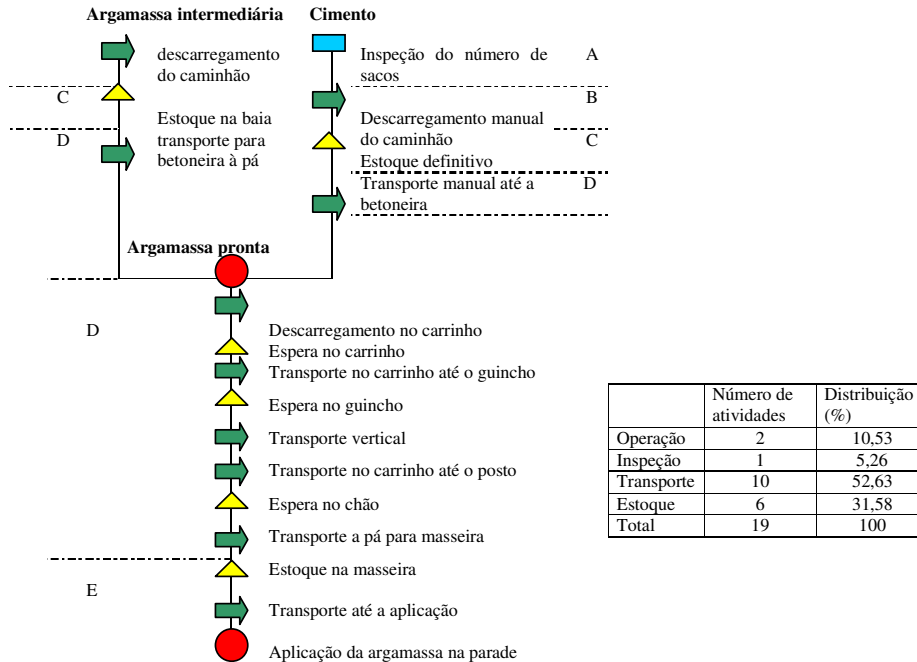 Argamassa intermediária
Cimento
descarregamento
do caminhão
Inspeção do número de
sacos
A
C
B
Estoque na baia
transporte para
betoneira à pá
Descarregamento manual
do caminhão
Estoque definitivo
C
D
Transporte manual até a
betoneira
D
Argamassa pronta
D
Descarregamento no carrinho
Espera no carrinho
Transporte no carrinho até o guincho
Espera no guincho
Transporte vertical
Transporte no carrinho até o posto
Espera no chão
Transporte a pá para masseira
Estoque na masseira
E
Transporte até a aplicação
Aplicação da argamassa na parade
Número de atividades Distribuição (%)
Operação 2 10,53
Inspeção 1 5,26
Transporte 10 52,63
Estoque 6 31,58
Total 19 100